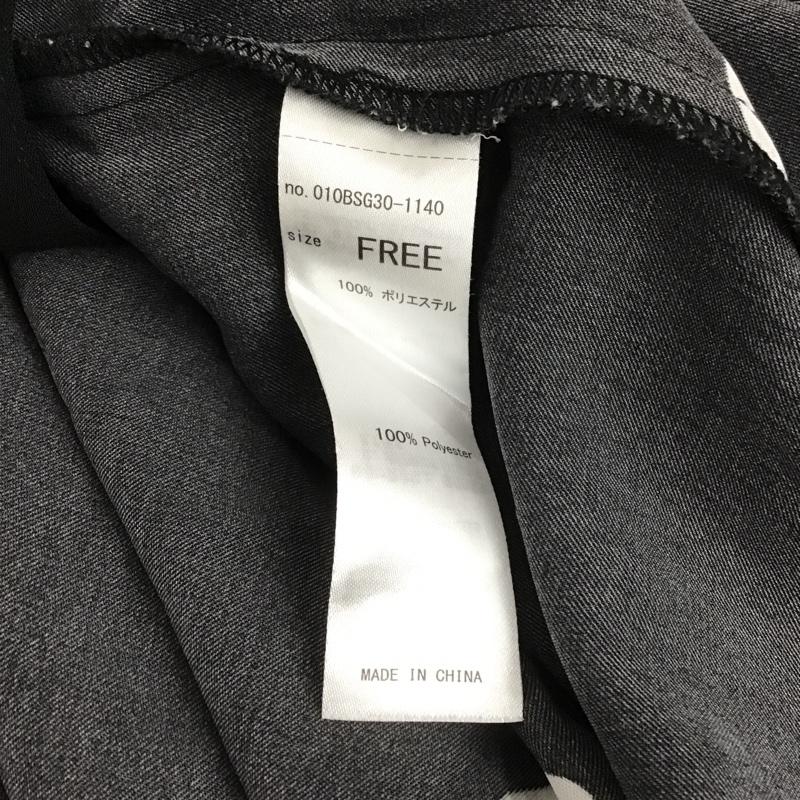 no. 010BSG30-1140
size FREE
100% ポリエステル
100% Polyester
MADE IN CHINA